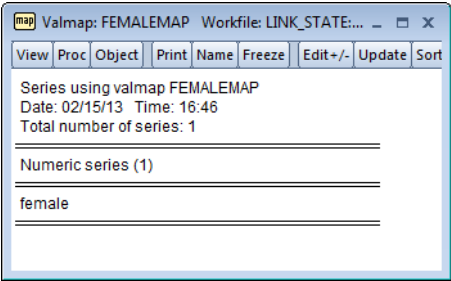 map Valmap: FEMALEMAP Workfile: LINK_STATE:...
View Proc Object Print Name Freeze Edit+/- Update Sort
Series using valmap FEMALEMAP
Date: 02/15/13 Time: 16:46
Total number of series: 1
Numeric series (1)
female